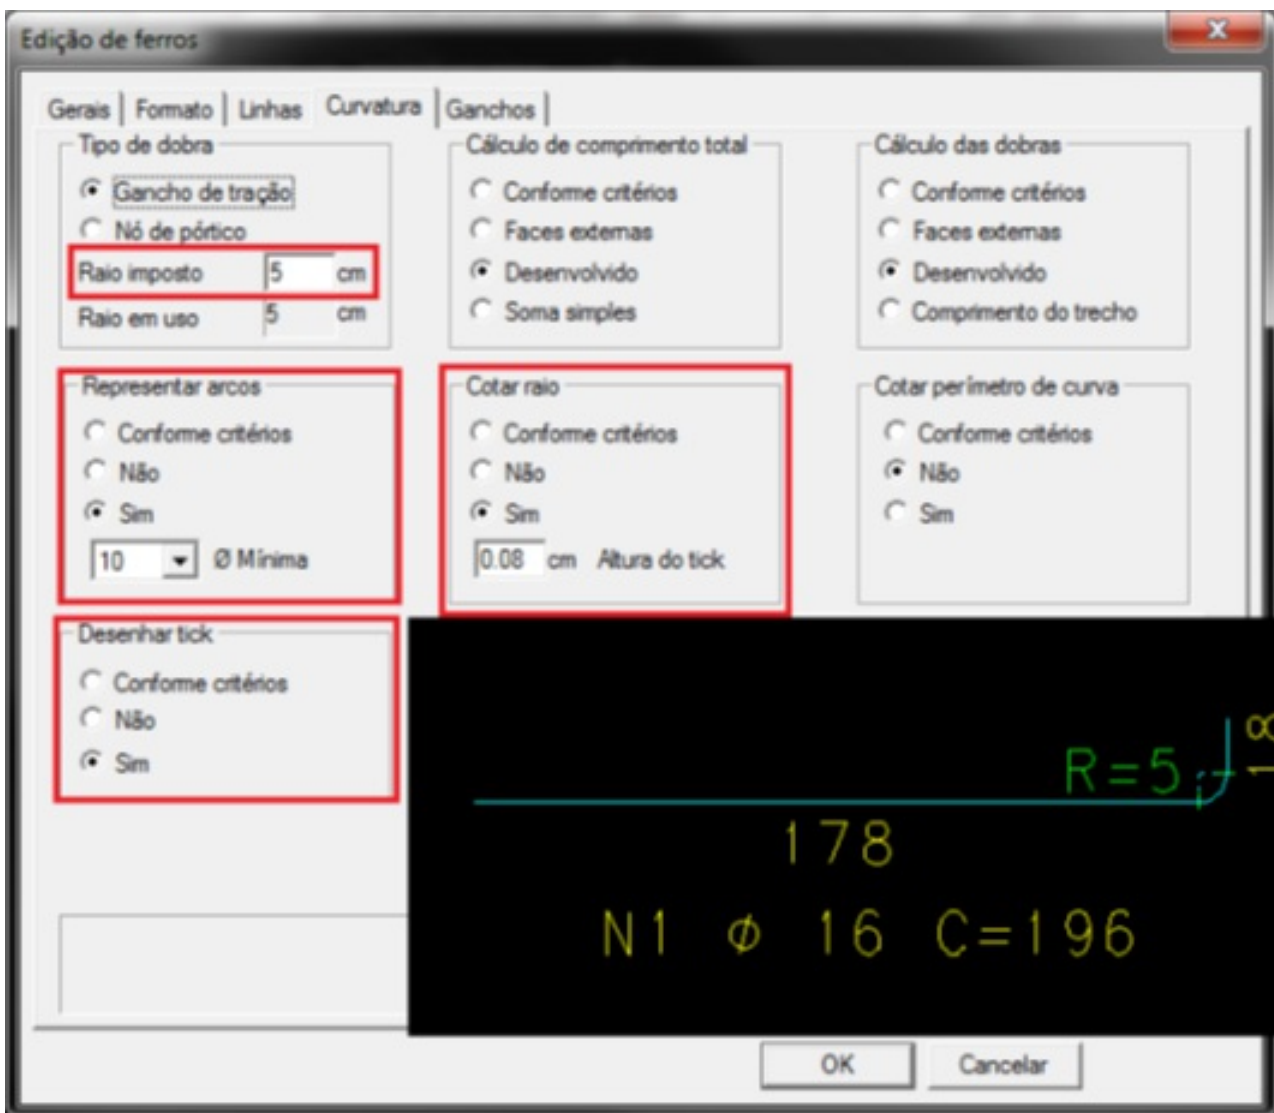 Edição de ferros
Gerais Formato Linhas Curvatura Ganchos
Tipo de dobra
Gancho de tração
Nó de pórtico
Raio imposto 5 cm
Raio em uso 5 cm
Cálculo de comprimento total
Conforme critérios
Faces externas
Desenvolvido
Soma simples
Cálculo das dobras
Conforme critérios
Faces externas
Desenvolvido
Comprimento do trecho
Representar arcos
Conforme critérios
Não
Sim
10 Ø Mínima
Cotar raio
Conforme critérios
Não
Sim
0.08 cm Altura do tick
Cotar perímetro de curva
Conforme critérios
Não
Sim
Desenhar tick
Conforme critérios
Não
Sim
R=5
18
178
N1 ø 16 C=196
OK Cancelar